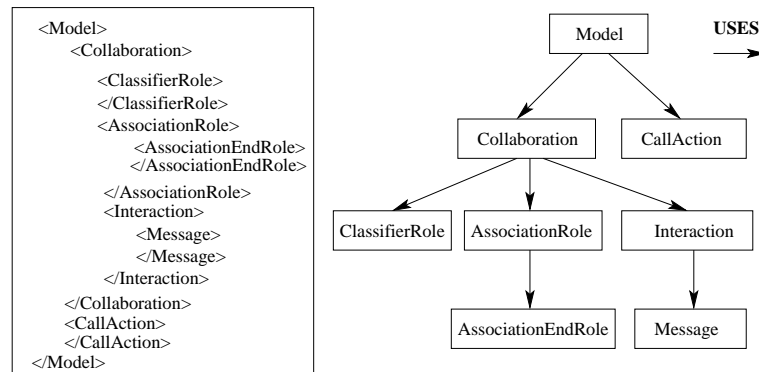 <Model>
<Collaboration>
<ClassifierRole>
</ClassifierRole>
<AssociationRole>
<AssociationEndRole>
</AssociationEndRole>
</AssociationRole>
<Interaction>
<Message>
</Message>
</Interaction>
</Collaboration>
<CallAction>
</CallAction>
</Model>
Model
USES
Collaboration
CallAction
ClassifierRole
AssociationRole
Interaction
AssociationEndRole
Message